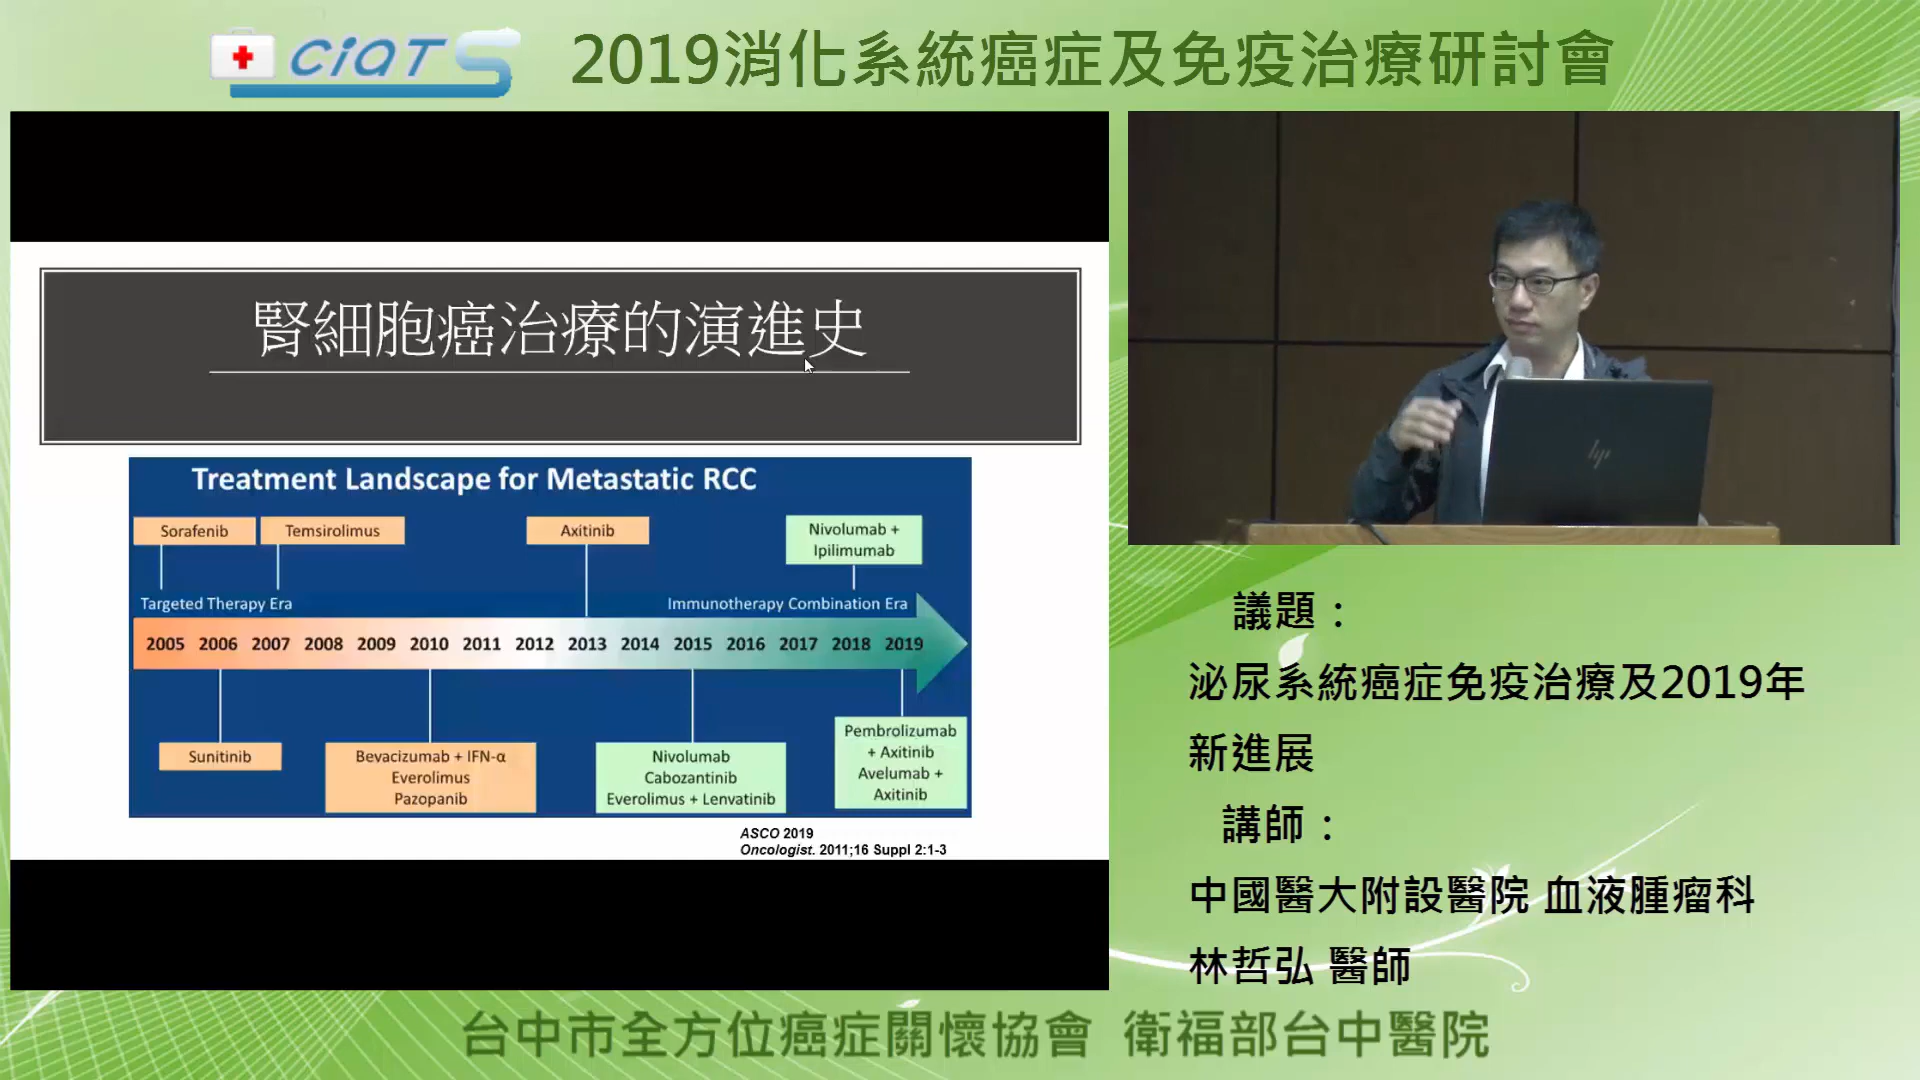 CiATS 2019消化系統癌症及免疫治療研討會
腎細胞癌治療的演進史
Treatment Landscape for Metastatic RCC
Sorafenib
Temsirolimus
Axitinib
Nivolumab +
Ipilimumab
Targeted Therapy Era
Immunotherapy Combination Era
2005 2006 2007 2008 2009 2010 2011 2012 2013 2014 2015 2016 2017 2018 2019
Sunitinib
Bevacizumab + IFN-α
Everolimus
Pazopanib
Nivolumab
Cabozantinib
Everolimus + Lenvatinib
Pembrolizumab
+ Axitinib
Avelumab +
Axitinib
ASCO 2019
Oncologist. 2011;16 Suppl 2:1-3
hp
議題：
泌尿系統癌症免疫治療及2019年
新進展
講師：
中國醫大附設醫院 血液腫瘤科
林哲弘 醫師
台中市全方位癌症關懷協會 衛福部台中醫院